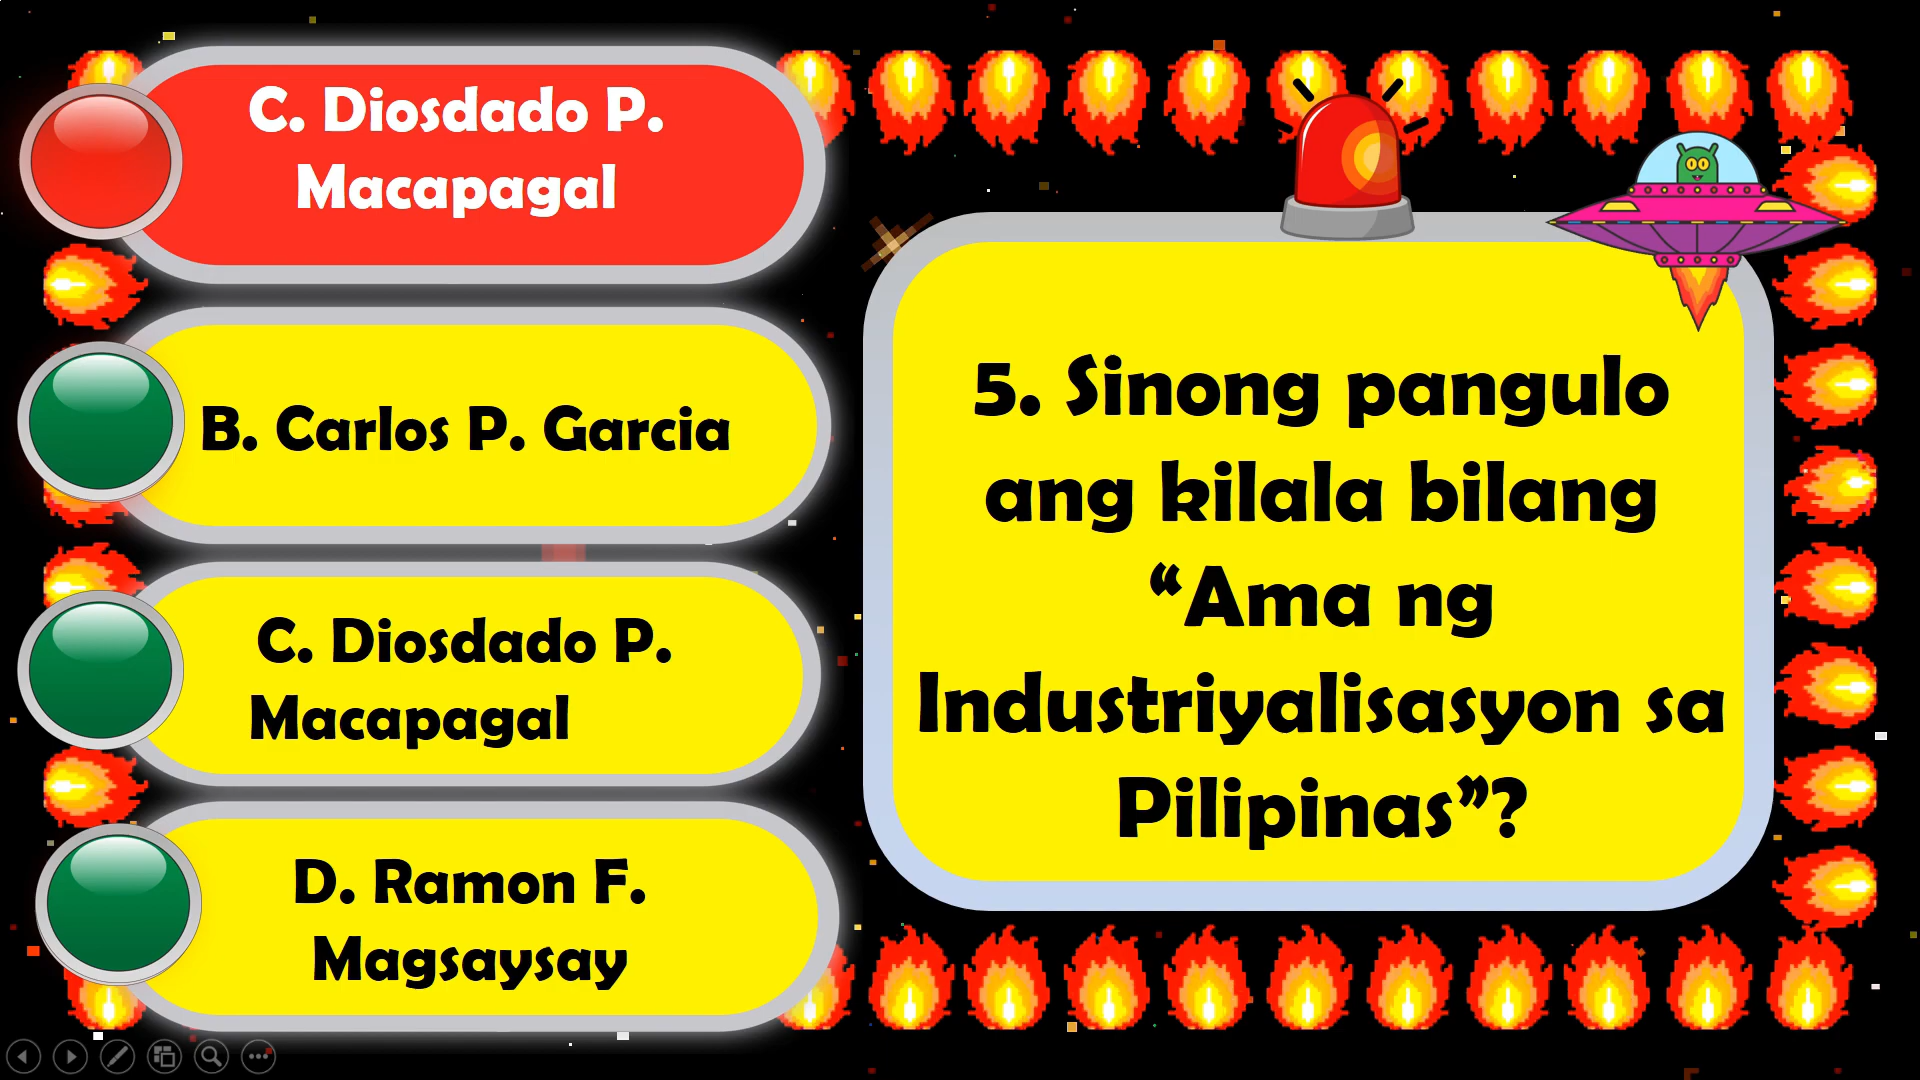 C. Diosdado P.
Macapagal
B. Carlos P. Garcia
C. Diosdado P.
Macapagal
D. Ramon F.
Magsaysay
5. Sinong pangulo
ang kilala bilang
“Ama ng
Industriyalisasyon sa
Pilipinas”?